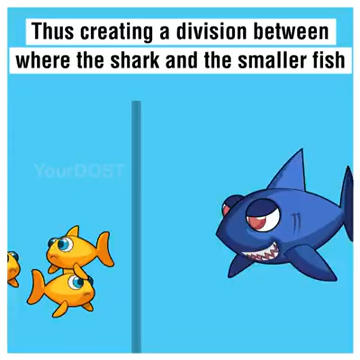 Thus creating a division between
where the shark and the smaller fish
YourDOST